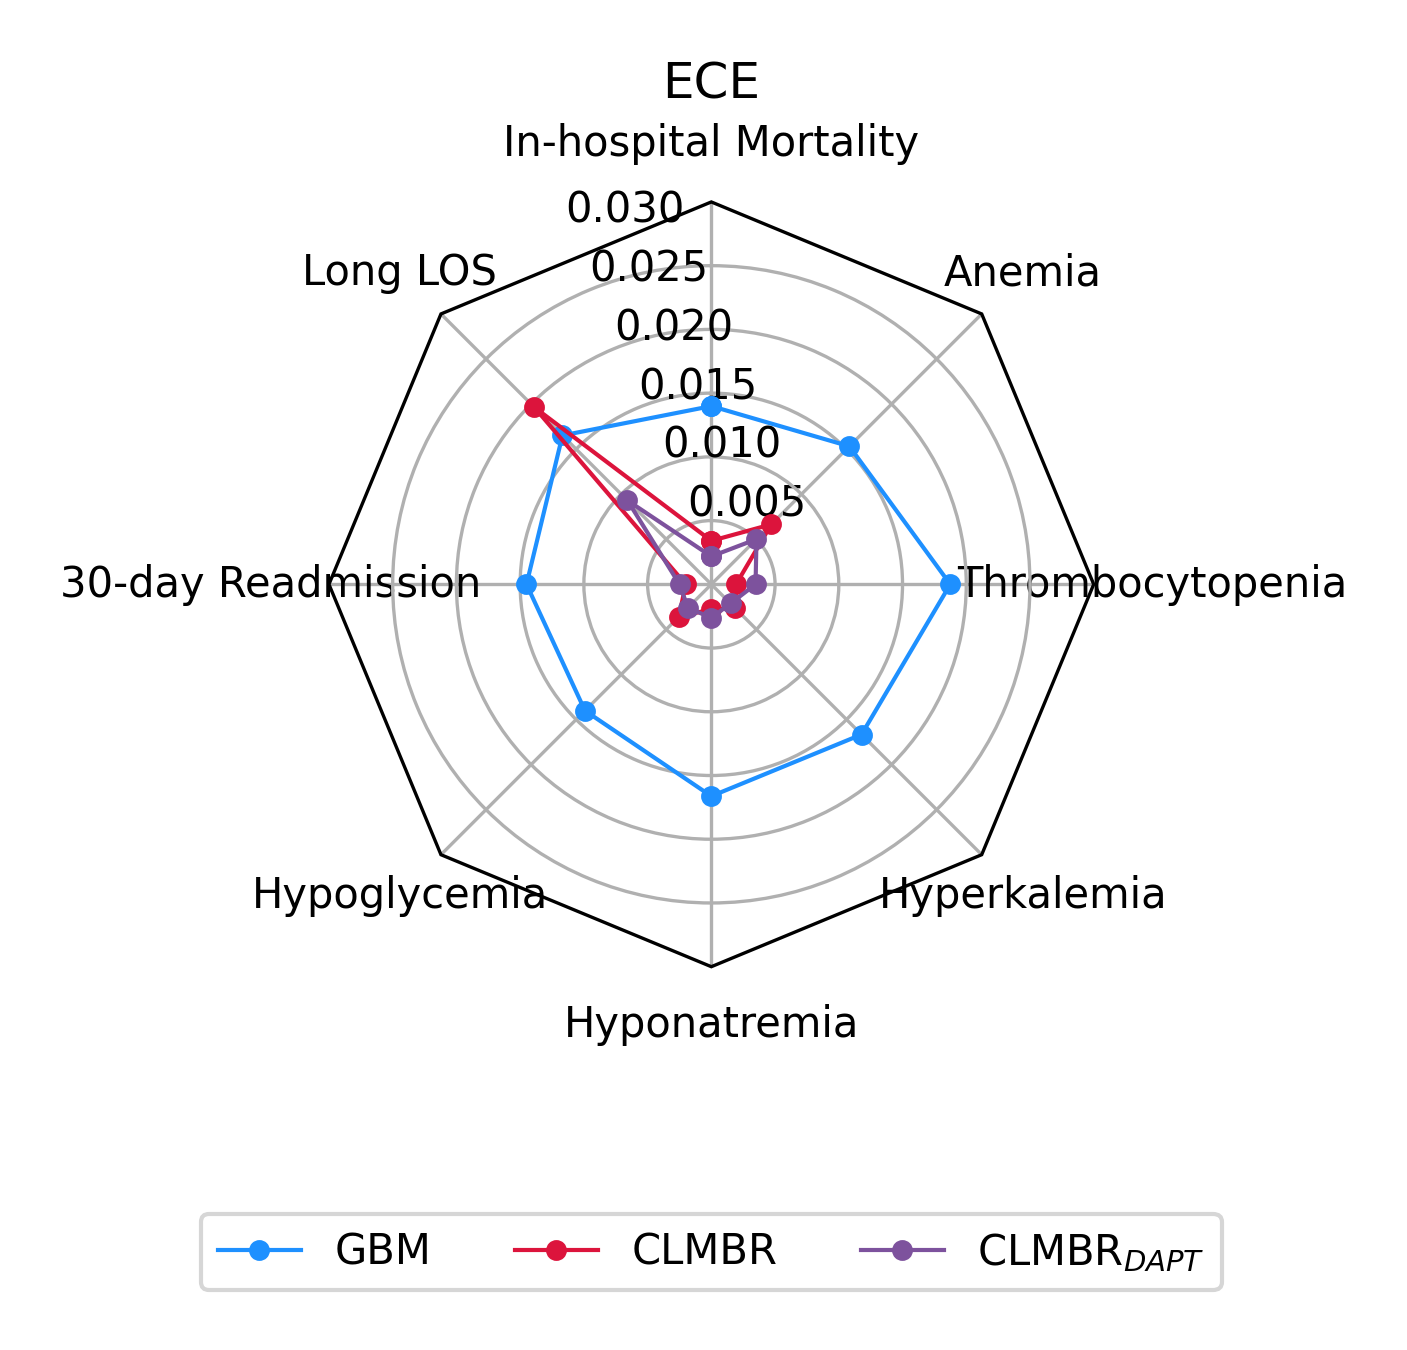 ECE
In-hospital Mortality
0.030
Long LOS
0.025
Anemia
0.020
0.015
0.010
0.005
30-day Readmission
Thrombocytopenia
Hypoglycemia
Hyperkalemia
Hyponatremia
GBM
CLMBR
CLMBR_DAPT